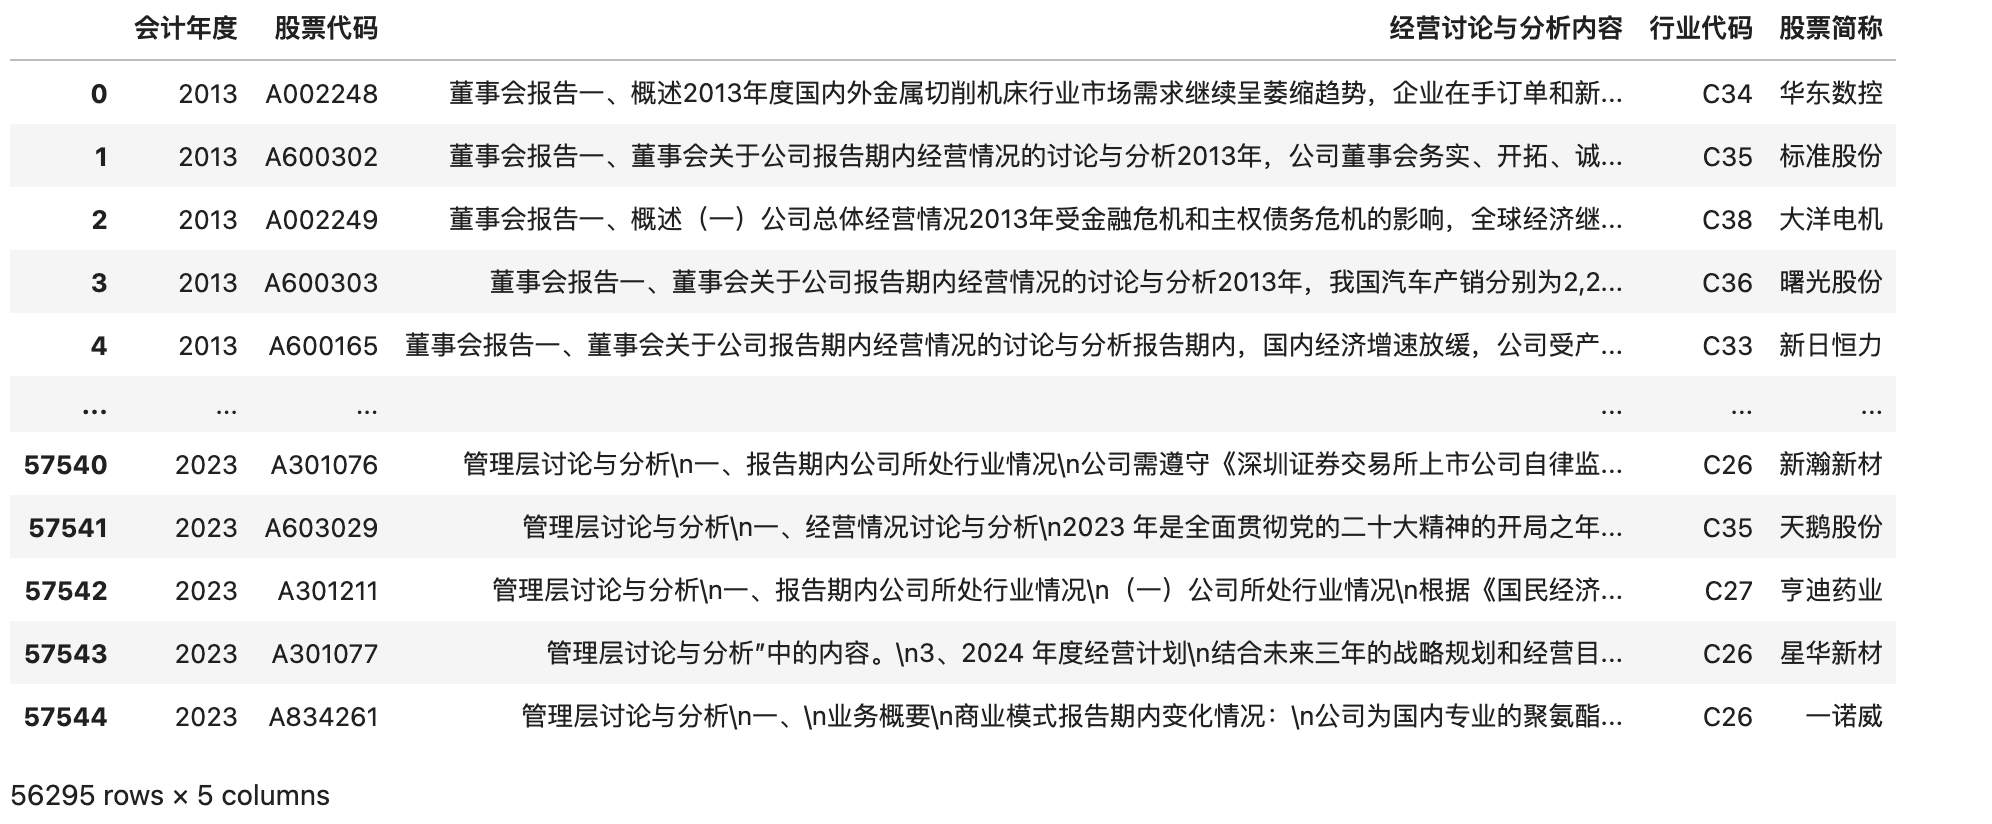 会计年度 股票代码 经营讨论与分析内容 行业代码 股票简称
0 2013 A002248 董事会报告一、概述2013年度国内外金属切削机床行业市场需求继续呈萎缩趋势，企业在手订单和新... C34 华东数控
1 2013 A600302 董事会报告一、董事会关于公司报告期内经营情况的讨论与分析2013年，公司董事会务实、开拓、诚... C35 标准股份
2 2013 A002249 董事会报告一、概述（一）公司总体经营情况2013年受金融危机和主权债务危机的影响，全球经济继... C38 大洋电机
3 2013 A600303 董事会报告一、董事会关于公司报告期内经营情况的讨论与分析2013年，我国汽车产销分别为2,2... C36 曙光股份
4 2013 A600165 董事会报告一、董事会关于公司报告期内经营情况的讨论与分析报告期内，国内经济增速放缓，公司受产... C33 新日恒力
... ... ... ... ... ...
57540 2023 A301076 管理层讨论与分析\n一、报告期内公司所处行业情况\n公司需遵守《深圳证券交易所上市公司自律监... C26 新瀚新材
57541 2023 A603029 管理层讨论与分析\n一、经营情况讨论与分析\n2023 年是全面贯彻党的二十大精神的开局之年... C35 天鹅股份
57542 2023 A301211 管理层讨论与分析\n一、报告期内公司所处行业情况\n（一）公司所处行业情况\n根据《国民经济... C27 亨迪药业
57543 2023 A301077 管理层讨论与分析”中的内容。\n3、2024 年度经营计划\n结合未来三年的战略规划和经营目... C26 星华新材
57544 2023 A834261 管理层讨论与分析\n一、\n业务概要\n商业模式报告期内变化情况：\n公司为国内专业的聚氨酯... C26 一诺威
56295 rows × 5 columns